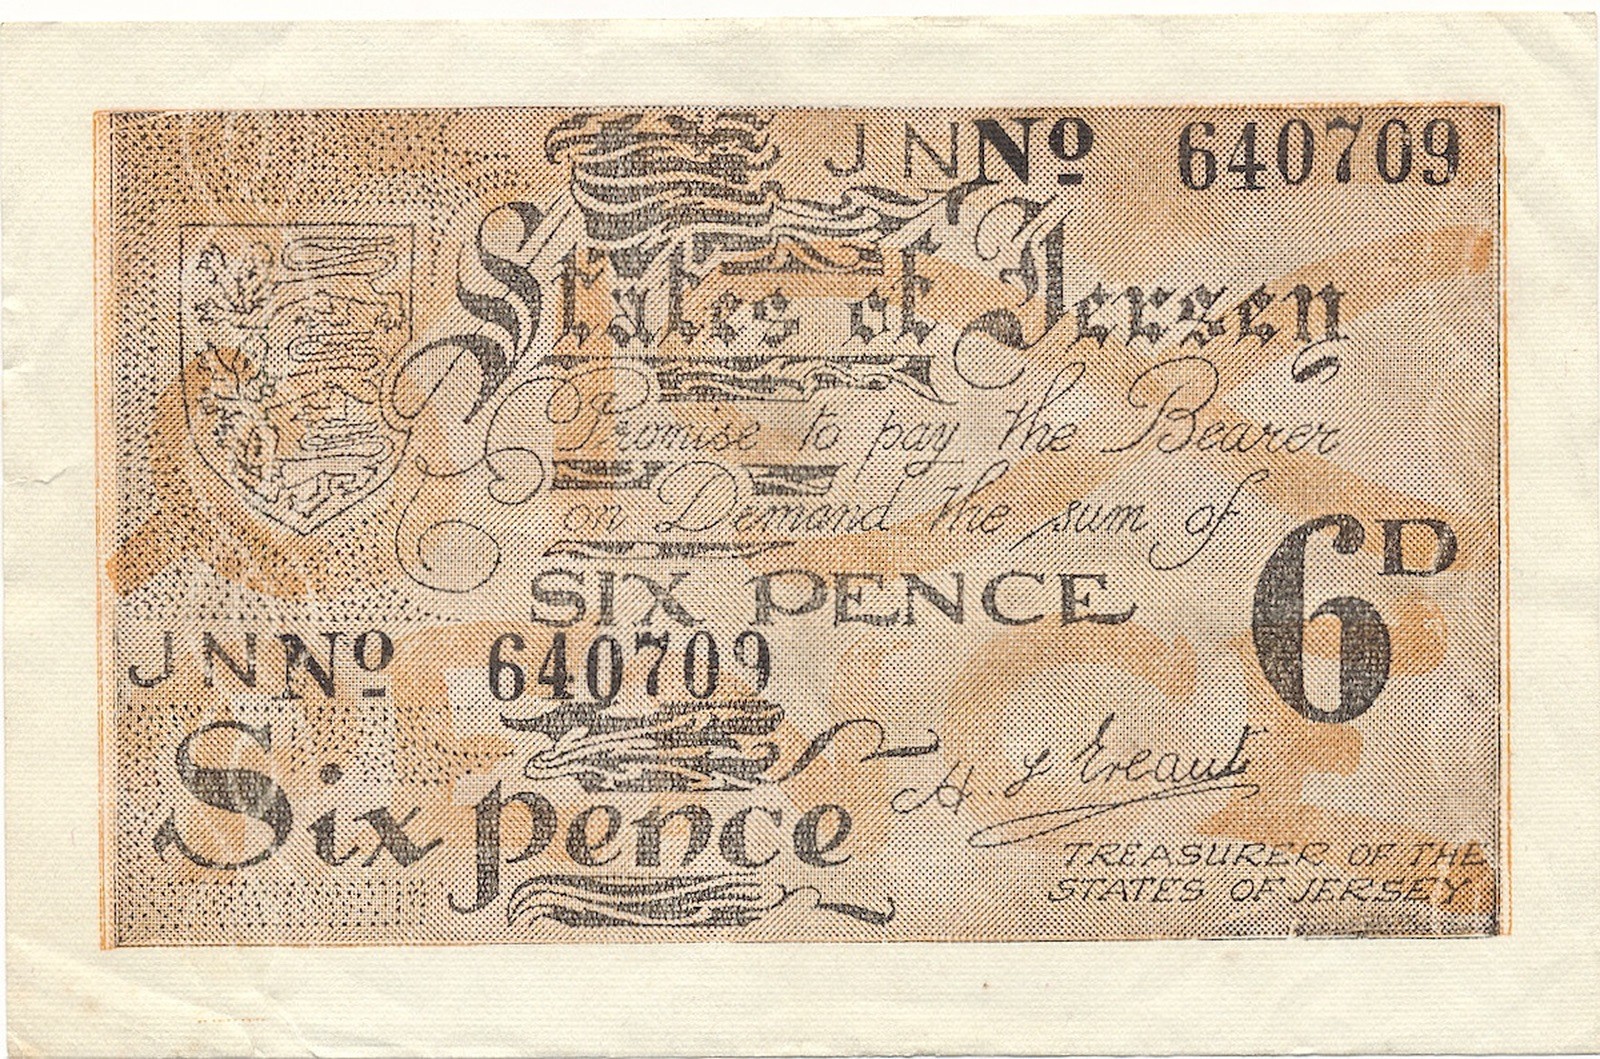 JN No 640709
States of Jersey
Promise to pay the Bearer
on Demand the sum of
6D
SIX PENCE
JN No 640709
Six pence
H. F. Ereaut
TREASURER OF THE
STATES OF JERSEY